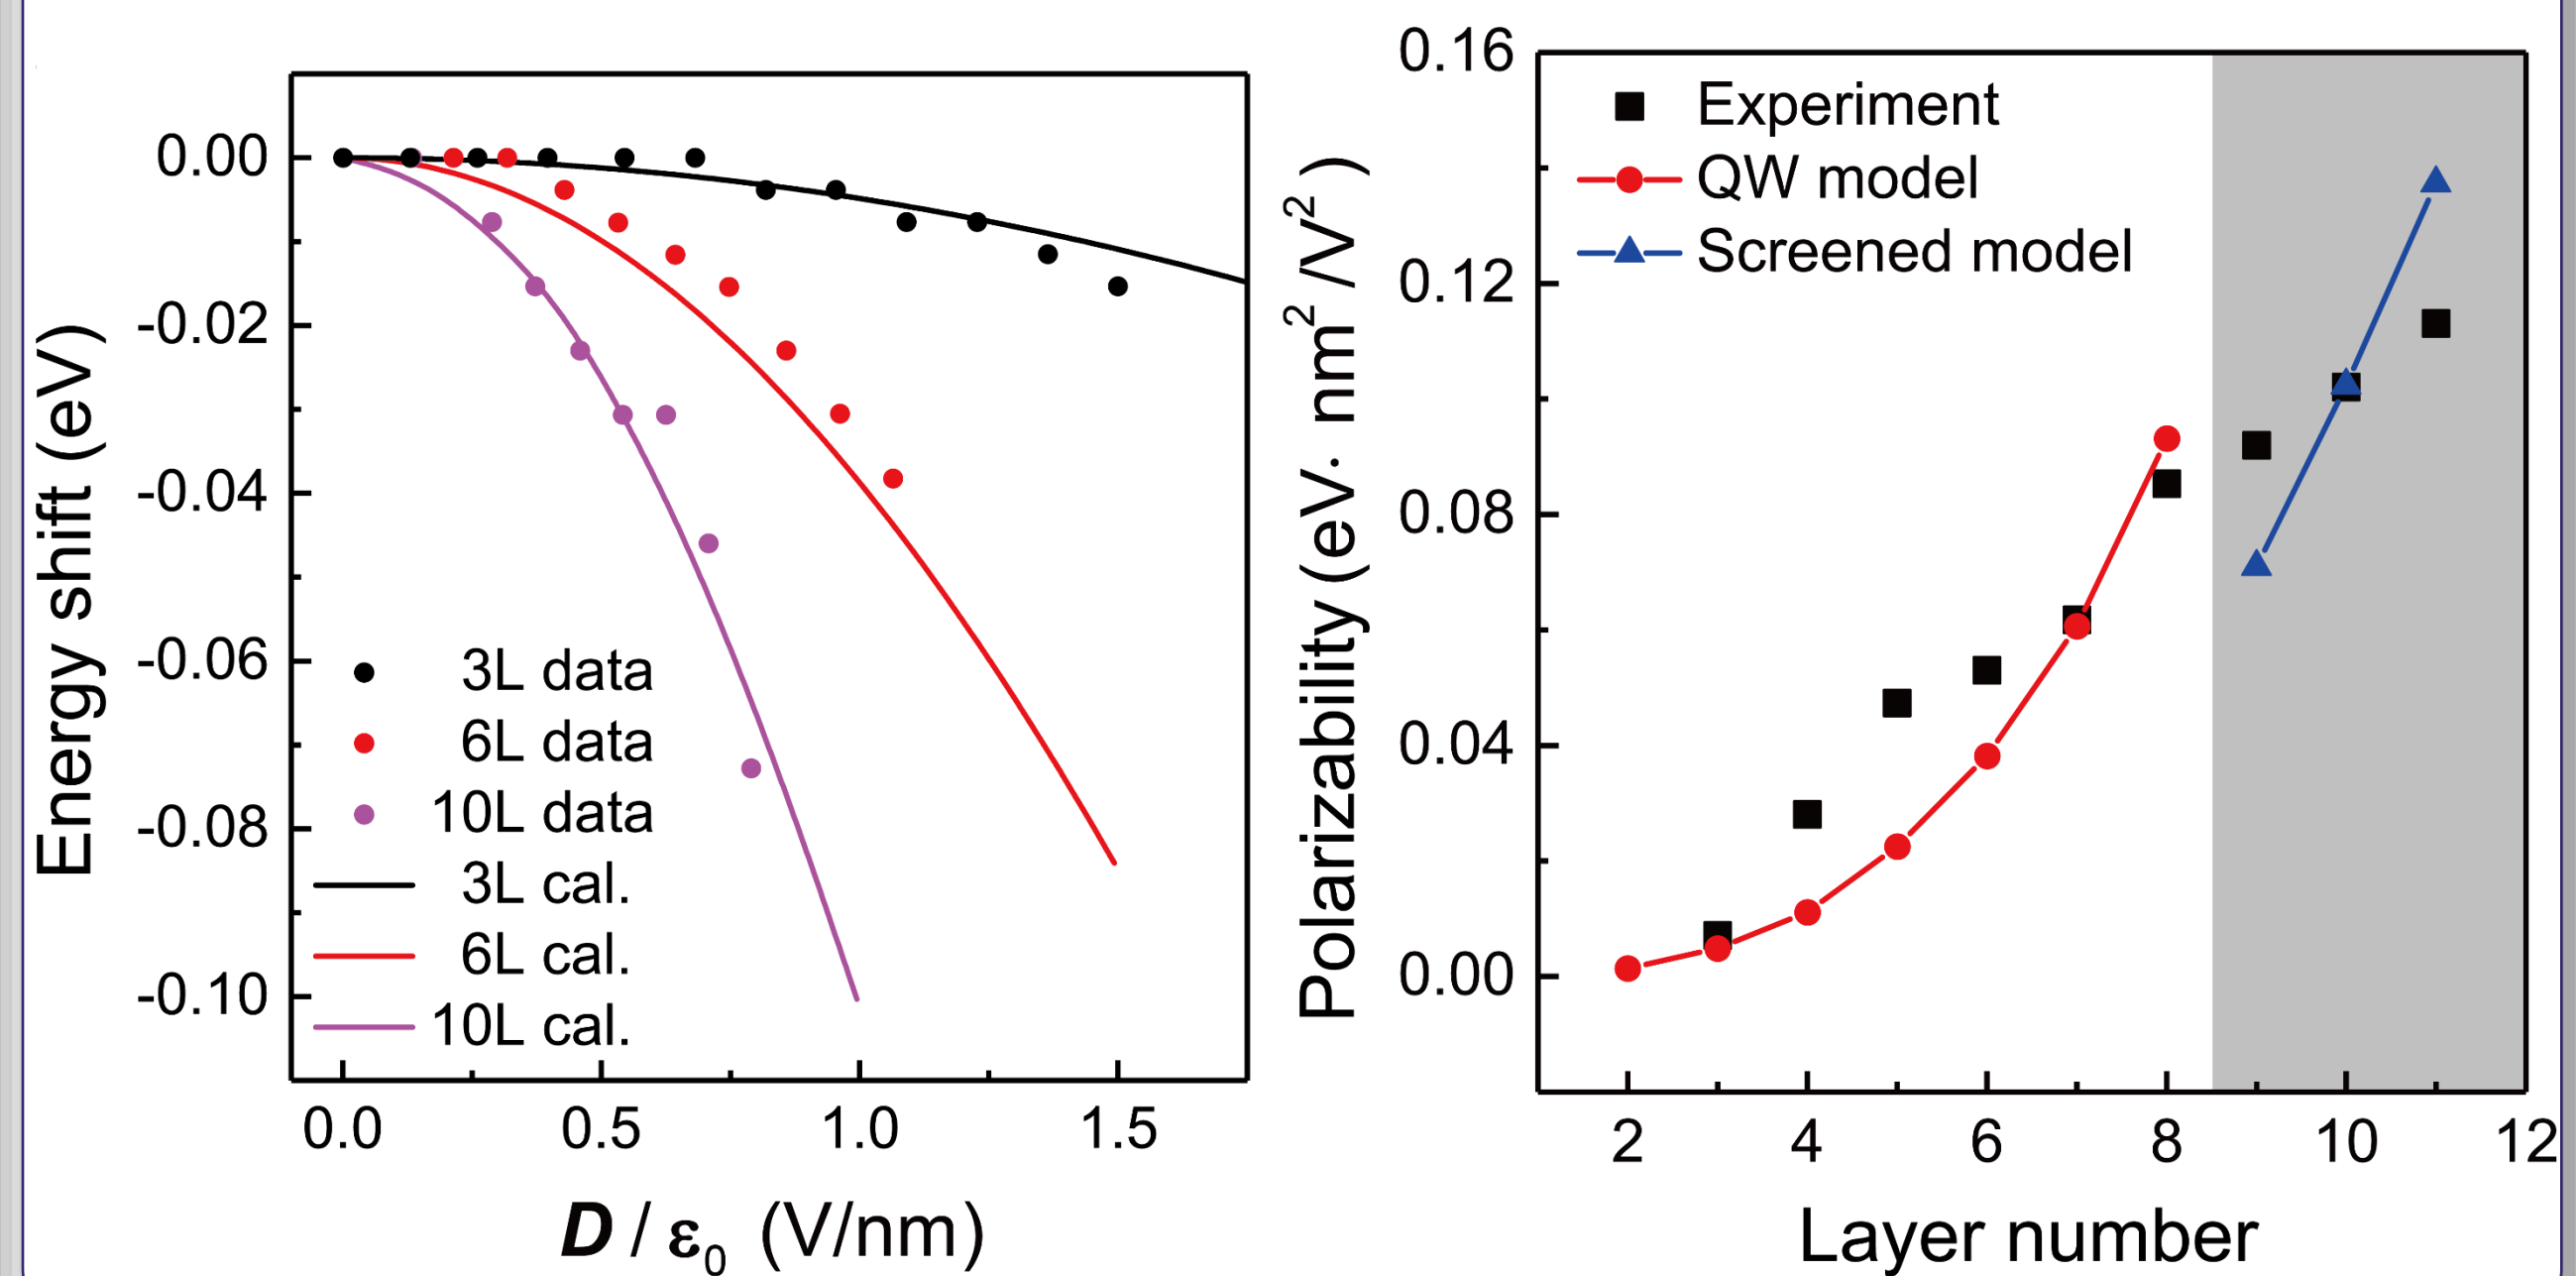 Energy shift (eV)
0.00
-0.02
-0.04
-0.06
-0.08
-0.10
3L data
6L data
10L data
3L cal.
6L cal.
10L cal.
0.0 0.5 1.0 1.5
D / ε0 (V/nm)
Polarizability (eV. nm2 /V2 )
0.16
0.12
0.08
0.04
0.00
Experiment
QW model
Screened model
2 4 6 8 10 12
Layer number